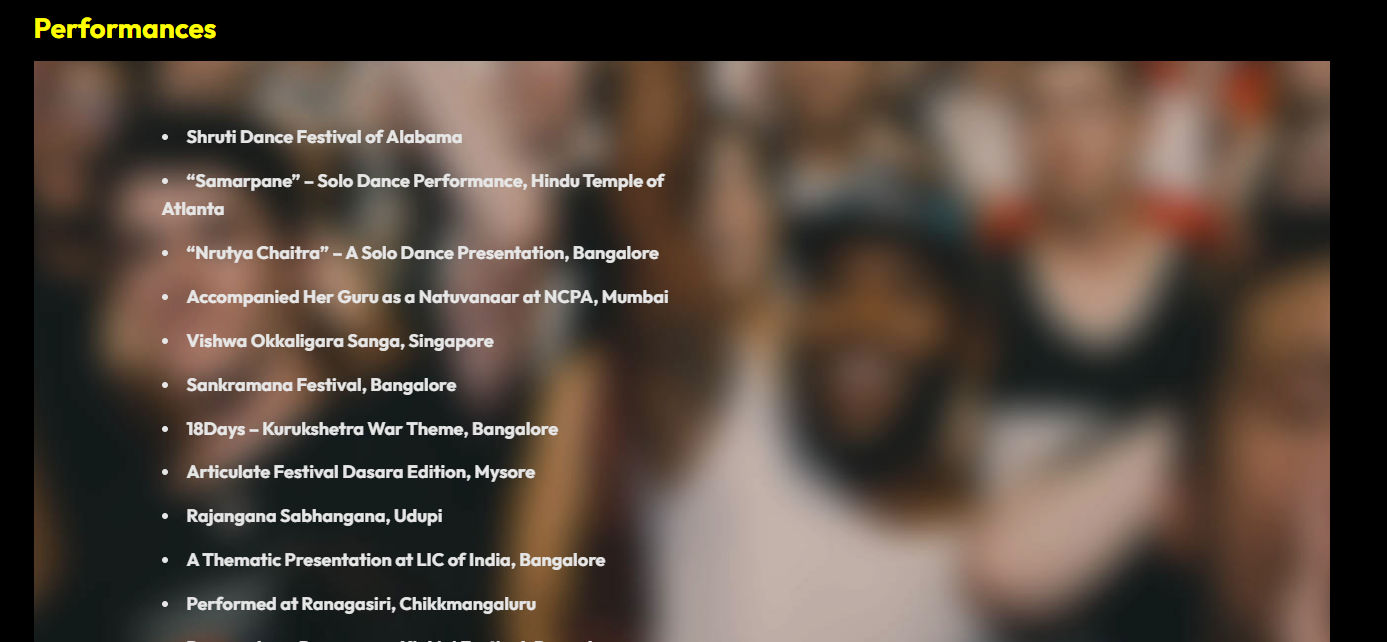 Performances
• Shruti Dance Festival of Alabama
• “Samarpane” – Solo Dance Performance, Hindu Temple of
Atlanta
• “Nrutya Chaitra” – A Solo Dance Presentation, Bangalore
• Accompanied Her Guru as a Natuvanaar at NCPA, Mumbai
• Vishwa Okkaligara Sanga, Singapore
• Sankramana Festival, Bangalore
• 18Days – Kurukshetra War Theme, Bangalore
• Articulate Festival Dasara Edition, Mysore
• Rajangana Sabhangana, Udupi
• A Thematic Presentation at LIC of India, Bangalore
• Performed at Ranagasiri, Chikkmangaluru